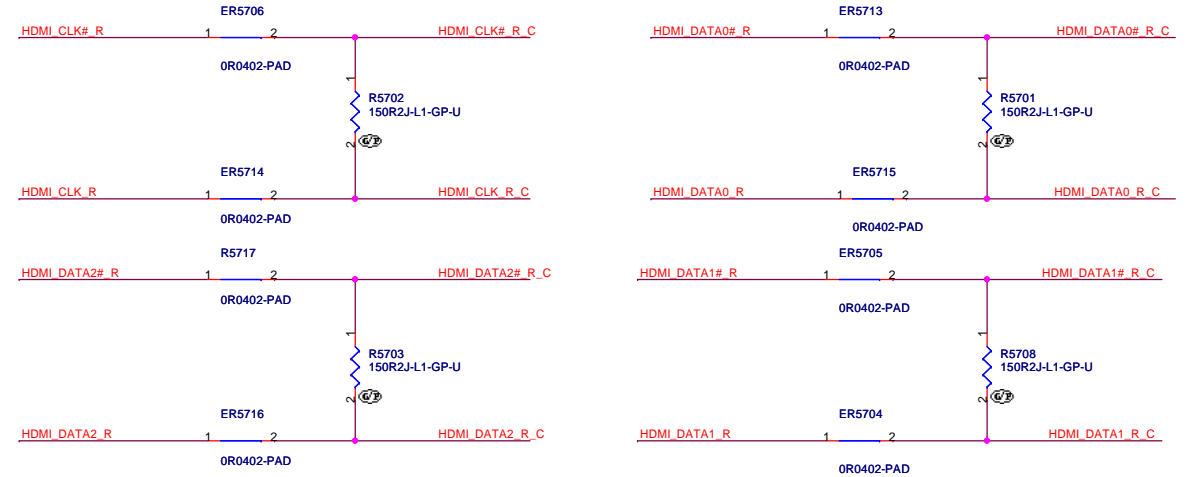 ER5706
HDMI_CLK#_R
1
2
HDMI_CLK#_R_C
0R0402-PAD
1
R5702
150R2J-L1-GP-U
2
G/P
ER5714
HDMI_CLK_R
1
2
HDMI_CLK_R_C
0R0402-PAD
ER5713
HDMI_DATA0#_R
1
2
HDMI_DATA0#_R_C
0R0402-PAD
1
R5701
150R2J-L1-GP-U
2
G/P
ER5715
HDMI_DATA0_R
1
2
HDMI_DATA0_R_C
0R0402-PAD
R5717
HDMI_DATA2#_R
1
2
HDMI_DATA2#_R_C
0R0402-PAD
1
R5703
150R2J-L1-GP-U
2
G/P
ER5716
HDMI_DATA2_R
1
2
HDMI_DATA2_R_C
0R0402-PAD
ER5705
HDMI_DATA1#_R
1
2
HDMI_DATA1#_R_C
0R0402-PAD
1
R5708
150R2J-L1-GP-U
2
G/P
ER5704
HDMI_DATA1_R
1
2
HDMI_DATA1_R_C
0R0402-PAD